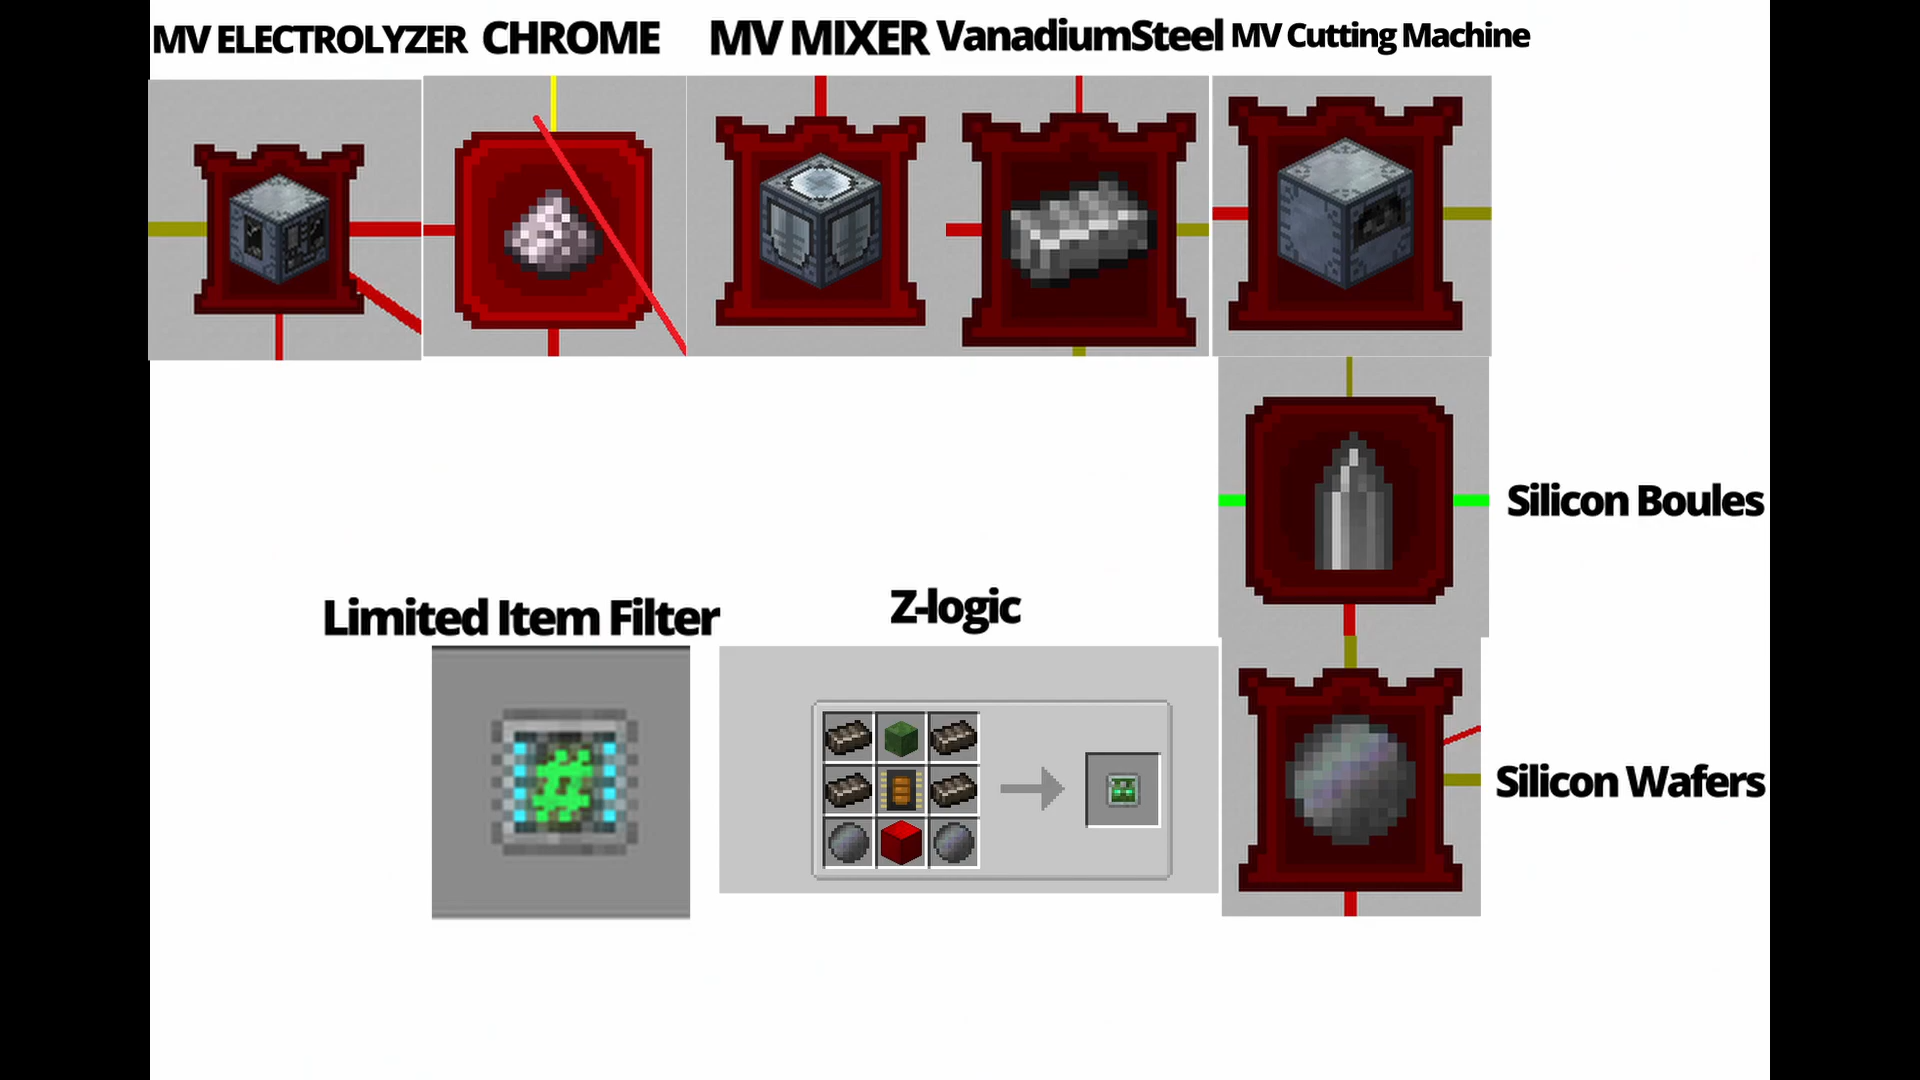 MV ELECTROLYZER
CHROME
MV MIXER
VanadiumSteel
MV Cutting Machine
Silicon Boules
Limited Item Filter
Z-logic
Silicon Wafers